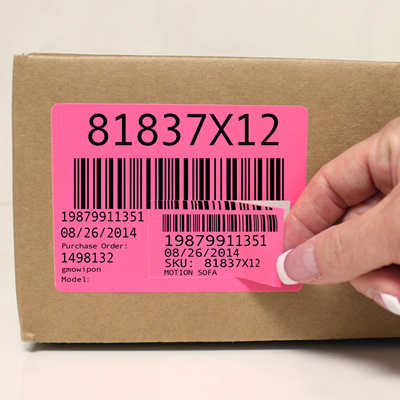 81837X12
19879911351
08/26/2014
Purchase Order:
1498132
gmowipon
Model:
19879911351
08/26/2014
SKU: 81837X12
MOTION SOFA